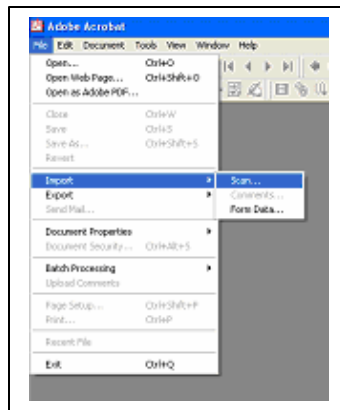 Adobe Acrobat
File Edit Document Tools View Window Help
Open... Ctrl+O
Open Web Page... Ctrl+Shift+O
Open as Adobe PDF...
Close Ctrl+W
Save Ctrl+S
Save As... Ctrl+Shift+S
Revert
Import Scan...
Export Comments...
Send Mail... Form Data...
Document Properties
Document Security... Ctrl+Alt+S
Batch Processing
Upload Comments
Page Setup... Ctrl+Shift+P
Print... Ctrl+P
Recent File
Exit Ctrl+Q